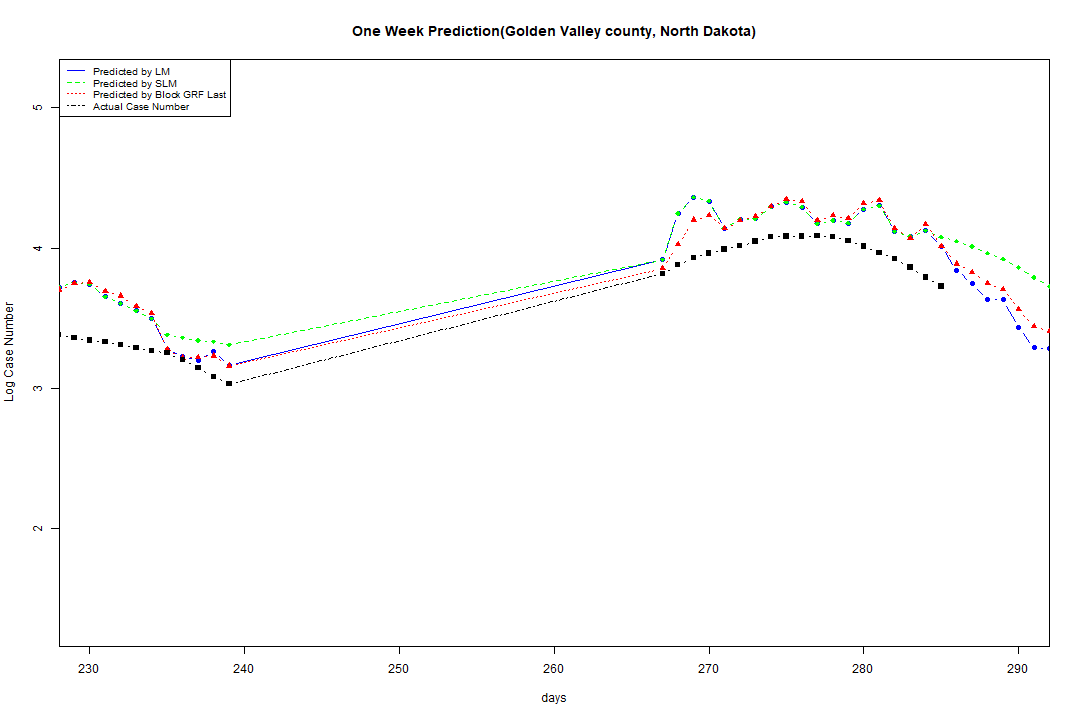 One Week Prediction(Golden Valley county, North Dakota)
Predicted by LM
Predicted by SLM
Predicted by Block GRF Last
Actual Case Number
5
4
3
2
Log Case Number
230 240 250 260 270 280 290
days